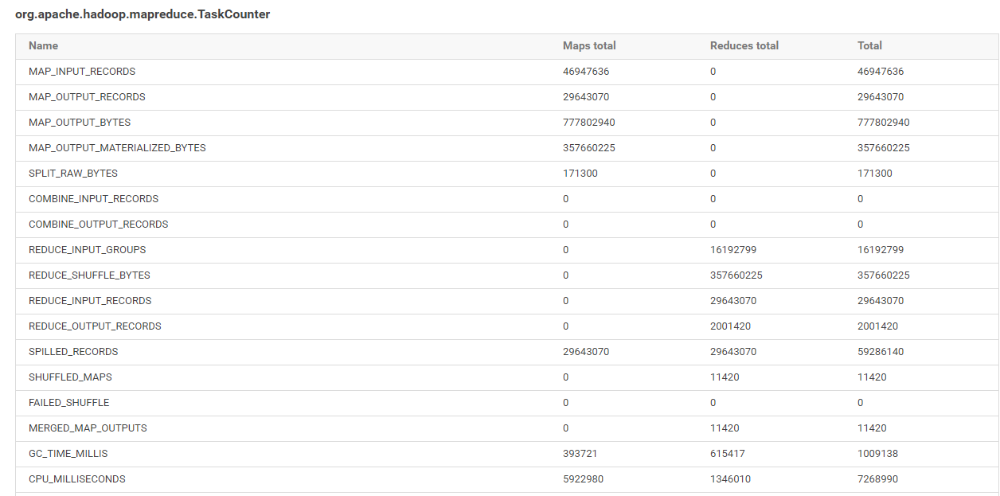 org.apache.hadoop.mapreduce.TaskCounter
Name Maps total Reduces total Total
MAP_INPUT_RECORDS 46947636 0 46947636
MAP_OUTPUT_RECORDS 29643070 0 29643070
MAP_OUTPUT_BYTES 777802940 0 777802940
MAP_OUTPUT_MATERIALIZED_BYTES 357660225 0 357660225
SPLIT_RAW_BYTES 171300 0 171300
COMBINE_INPUT_RECORDS 0 0 0
COMBINE_OUTPUT_RECORDS 0 0 0
REDUCE_INPUT_GROUPS 0 16192799 16192799
REDUCE_SHUFFLE_BYTES 0 357660225 357660225
REDUCE_INPUT_RECORDS 0 29643070 29643070
REDUCE_OUTPUT_RECORDS 0 2001420 2001420
SPILLED_RECORDS 29643070 29643070 59286140
SHUFFLED_MAPS 0 11420 11420
FAILED_SHUFFLE 0 0 0
MERGED_MAP_OUTPUTS 0 11420 11420
GC_TIME_MILLIS 393721 615417 1009138
CPU_MILLISECONDS 5922980 1346010 7268990